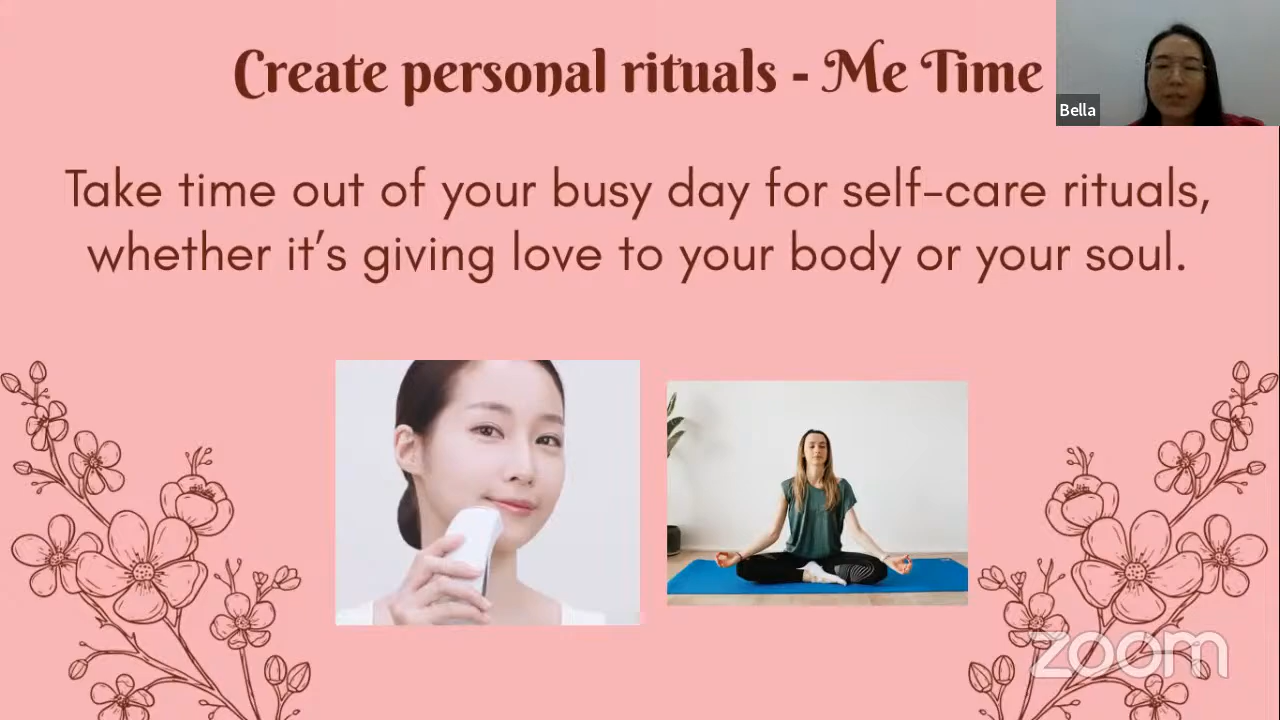 Create personal rituals - Me Time
Bella
Take time out of your busy day for self-care rituals,
whether it's giving love to your body or your soul.
zoom